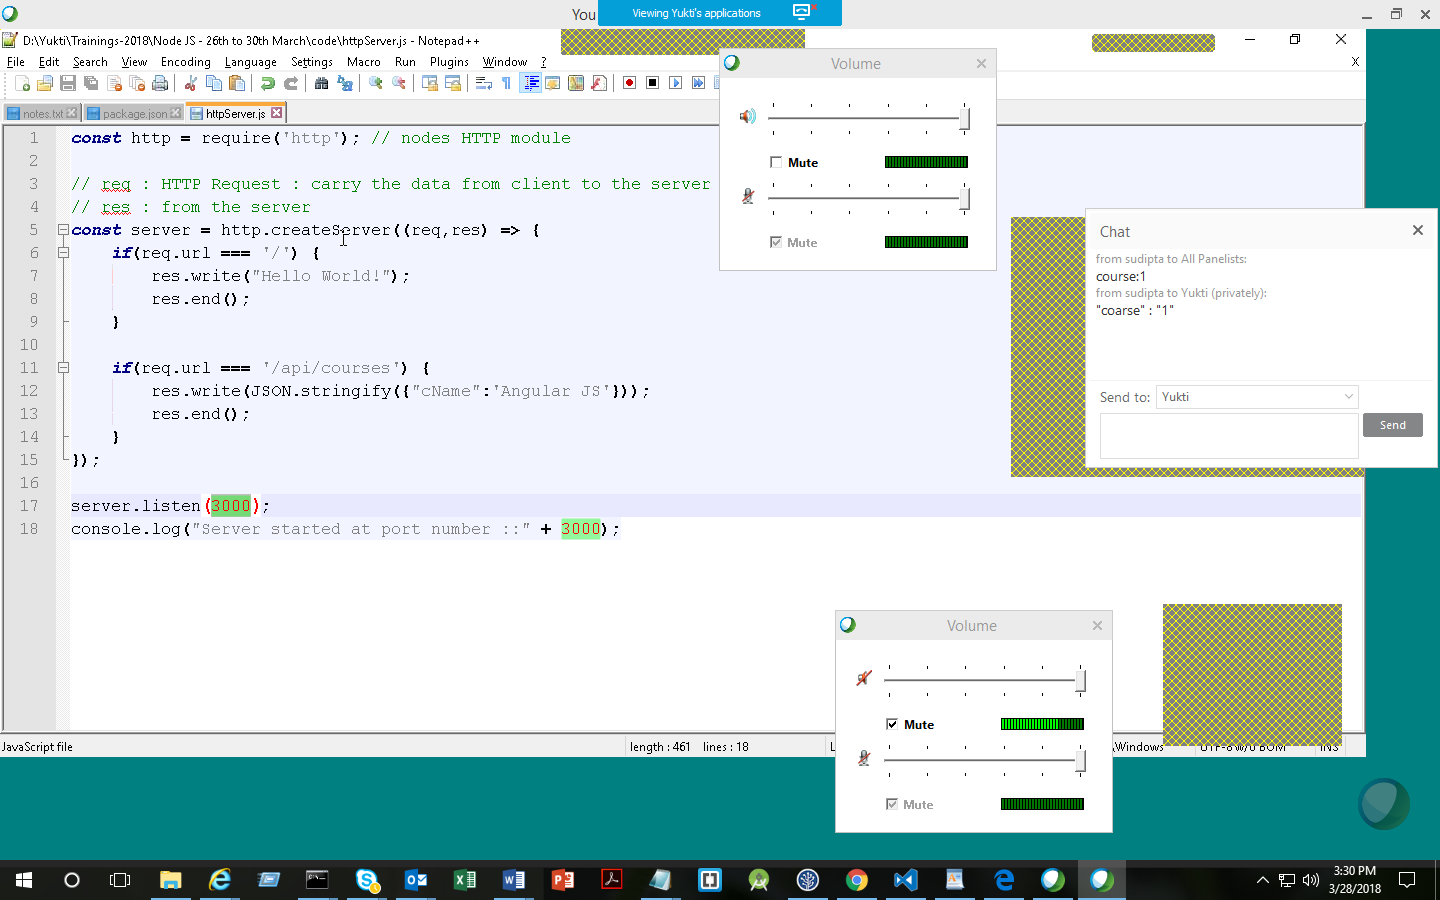 You
Viewing Yukti's applications
D:\Yukti\Trainings-2018\Node JS - 26th to 30th March\code\httpServer.js - Notepad++
File Edit Search View Encoding Language Settings Macro Run Plugins Window ?
X
notes.txt package.json httpServer.js
1 const http = require('http'); // nodes HTTP module
2
3 // req : HTTP Request : carry the data from client to the server
4 // res : from the server
5 const server = http.createServer((req,res) => {
6 if(req.url === '/') {
7 res.write("Hello World!");
8 res.end();
9 }
10
11 if(req.url === '/api/courses') {
12 res.write(JSON.stringify({"cName":'Angular JS'}));
13 res.end();
14 }
15 });
16
17 server.listen(3000);
18 console.log("Server started at port number ::" + 3000);
Volume
Mute
Mute
Chat
from sudipta to All Panelists:
course:1
from sudipta to Yukti (privately):
"coarse" : "1"
Send to: Yukti
Send
Volume
Mute
Mute
JavaScript file length : 461 lines : 18 L \Windows UTF-8 W/O BOM INS
3:30 PM
3/28/2018